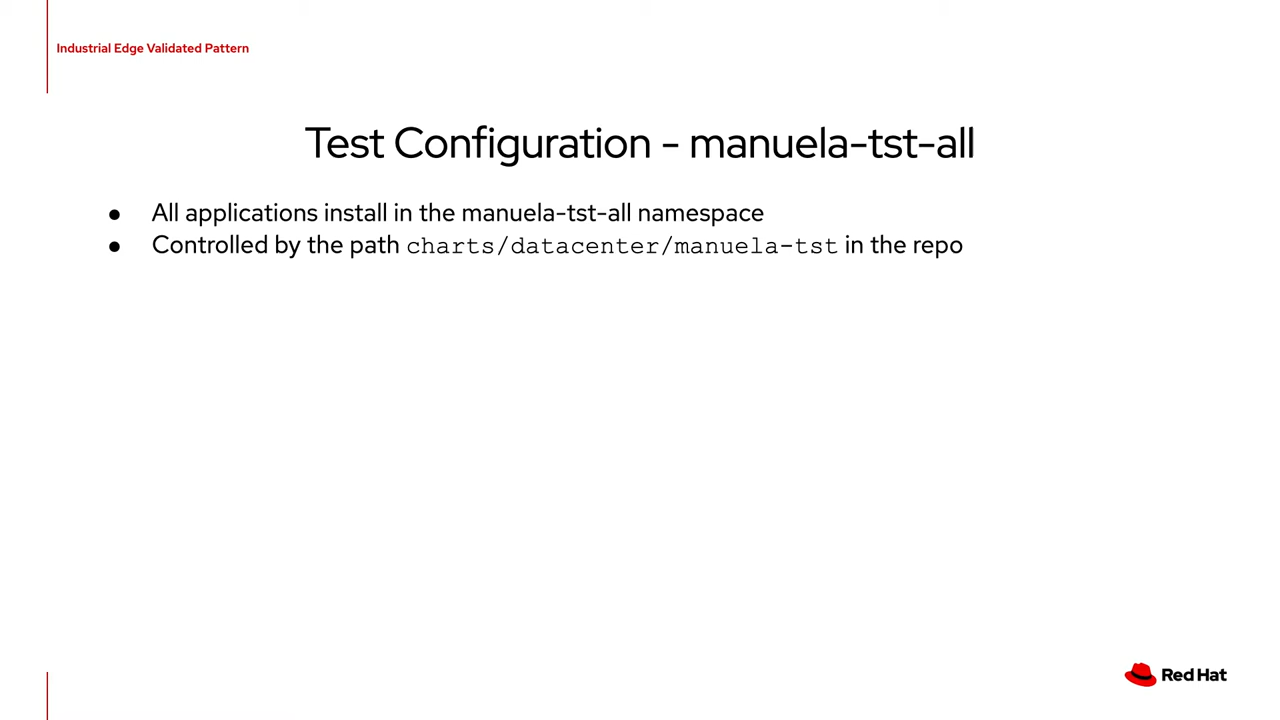 Industrial Edge Validated Pattern
Test Configuration - manuela-tst-all
● All applications install in the manuela-tst-all namespace
● Controlled by the path charts/datacenter/manuela-tst in the repo
Red Hat